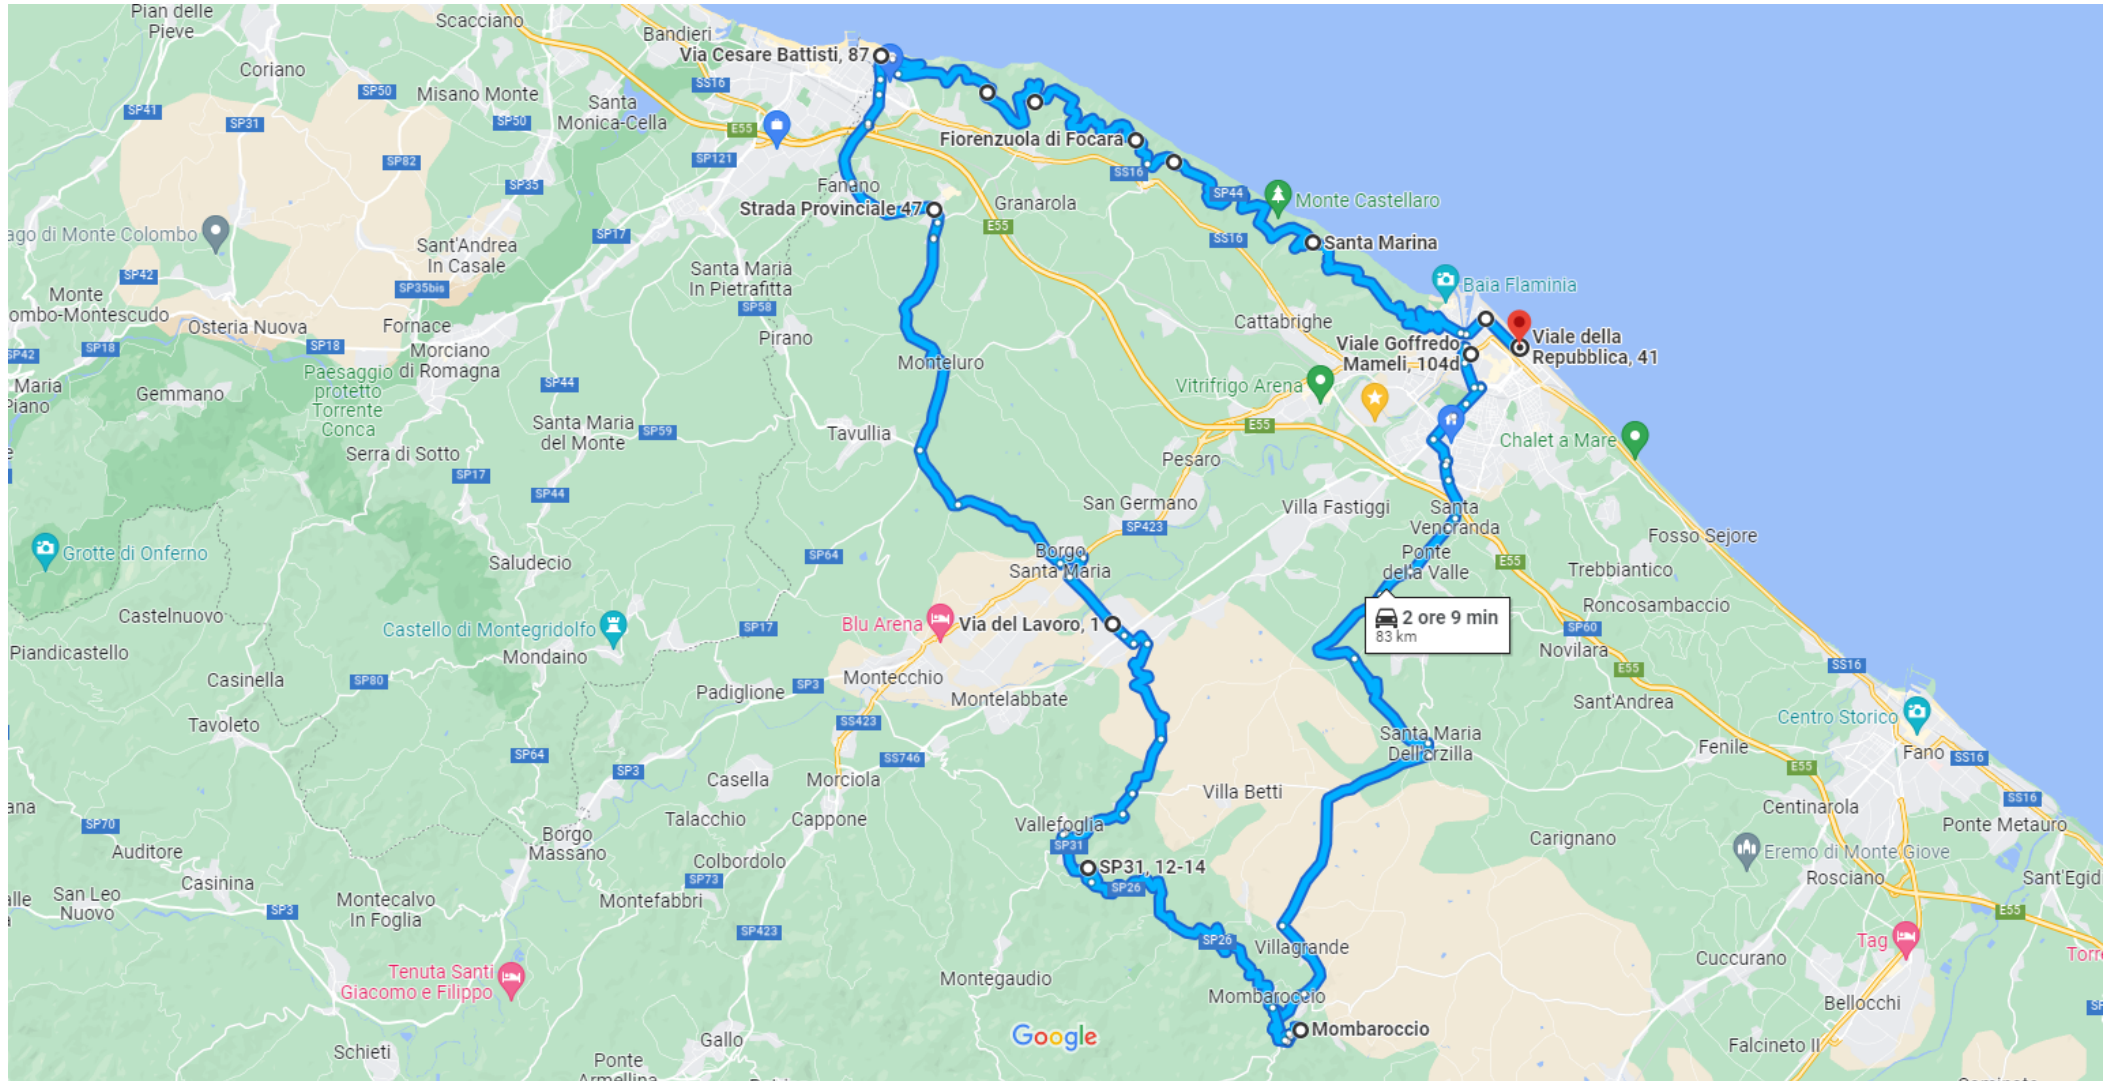 Pian delle
Pieve
Scacciano
Bandieri
Via Cesare Battisti, 87
Coriano
SS16
SP50
Misano Monte
Santa
Monica-Cella
SP41
SP31
SP50
E55
Fiorenzuola di Focara
SP82
SP121
SS16
SP35
Fanano
SP44
Monte Castellaro
Strada Provinciale 47
Granarola
E55
ago di Monte Colombo
SP17
Sant'Andrea
In Casale
SS16
Santa Marina
SP42
Santa Maria
In Pietrafitta
Baia Flaminia
SP35bis
Monte
ombo-Montescudo
SP58
Osteria Nuova
Fornace
Pirano
Cattabrighe
Viale della
Repubblica, 41
SP42
SP18
SP18
Morciano
di Romagna
Viale Goffredo
Mameli, 104d
Monteluro
Maria
Piano
Gemmano
Paesaggio
protetto
Torrente
Conca
SP44
Vitrifrigo Arena
Santa Maria
del Monte
SP59
Tavullia
E55
Chalet a Mare
Serra di Sotto
Pesaro
SP17
SP44
San Germano
Villa Fastiggi
Santa
Veneranda
SP423
Fosso Sejore
Grotte di Onferno
Saludecio
SP64
Borgo
Santa Maria
Ponte
della Valle
E55
Trebbiantico
Castelnuovo
Castello di Montegridolfo
SP17
Blu Arena
Via del Lavoro, 1
2 ore 9 min
83 km
Roncosambaccio
SP60
Piandicastello
Mondaino
Novilara
E55
SS16
Casinella
SP80
Padiglione
SP3
Montecchio
Montelabbate
Sant'Andrea
Tavoleto
SS423
Centro Storico
SP64
SS746
Santa Maria
Dell'arzilla
Fenile
Fano
SS16
SP3
Casella
Morciola
E55
Villa Betti
SS16
ana
Centinarola
SP70
Talacchio
Cappone
Vallefoglia
Ponte Metauro
Borgo
Massano
Carignano
Auditore
SP31
Eremo di Monte Giove
Colbordolo
SP31, 12-14
Casinina
SP73
SP26
Rosciano
Sant'Egid
alle
San Leo
Nuovo
Montecalvo
In Foglia
Montefabbri
SP3
E55
SP423
SP26
Villagrande
Tag
Torre
Tenuta Santi
Giacomo e Filippo
Montegaudio
Cuccurano
Mombaroccio
Bellocchi
Google
Mombaroccio
Gallo
Schieti
Falcineto II
Ponte
Armellina